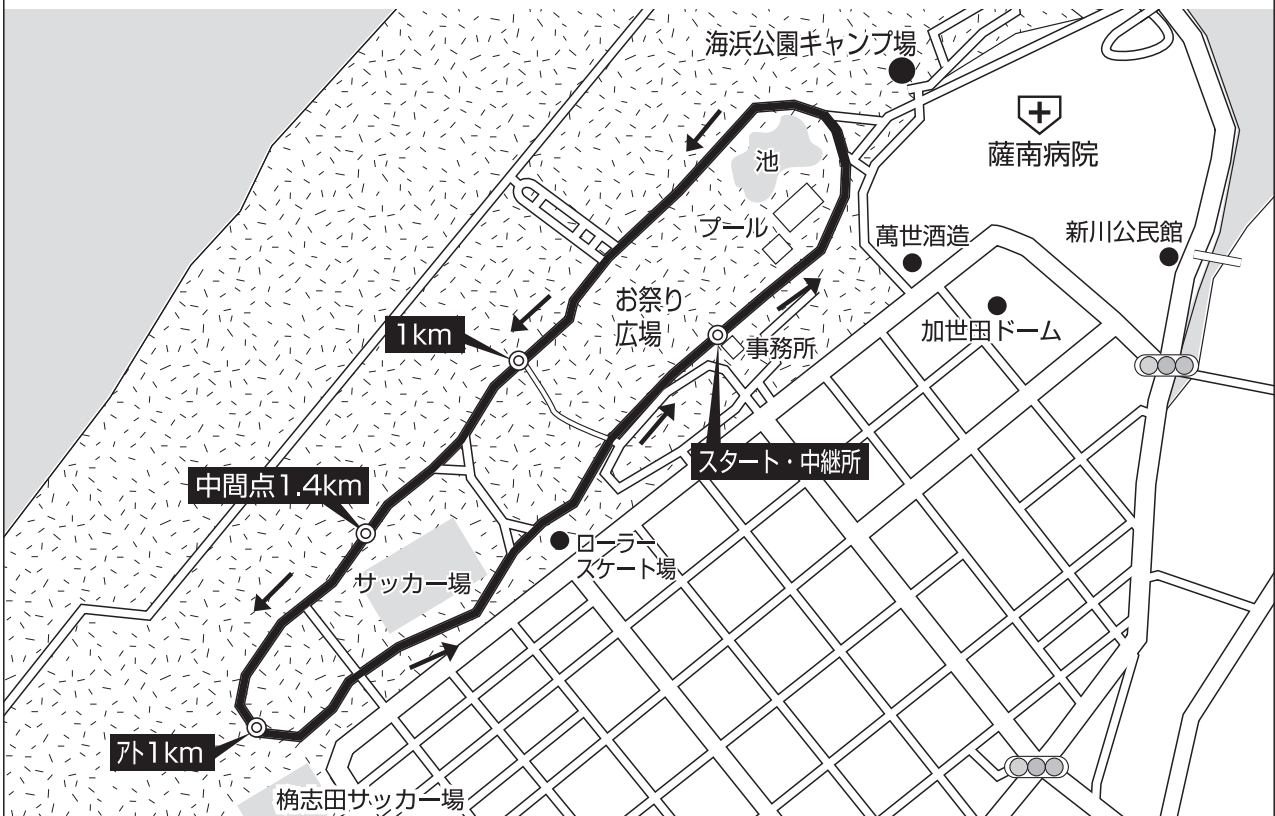 海浜公園キャンプ場
薩南病院
池
プール
萬世酒造
新川公民館
お祭り
広場
1km
事務所
加世田ドーム
スタート・中継所
中間点1.4km
ローラー
スケート場
サッカー場
ｱﾄ1km
桷志田サッカー場